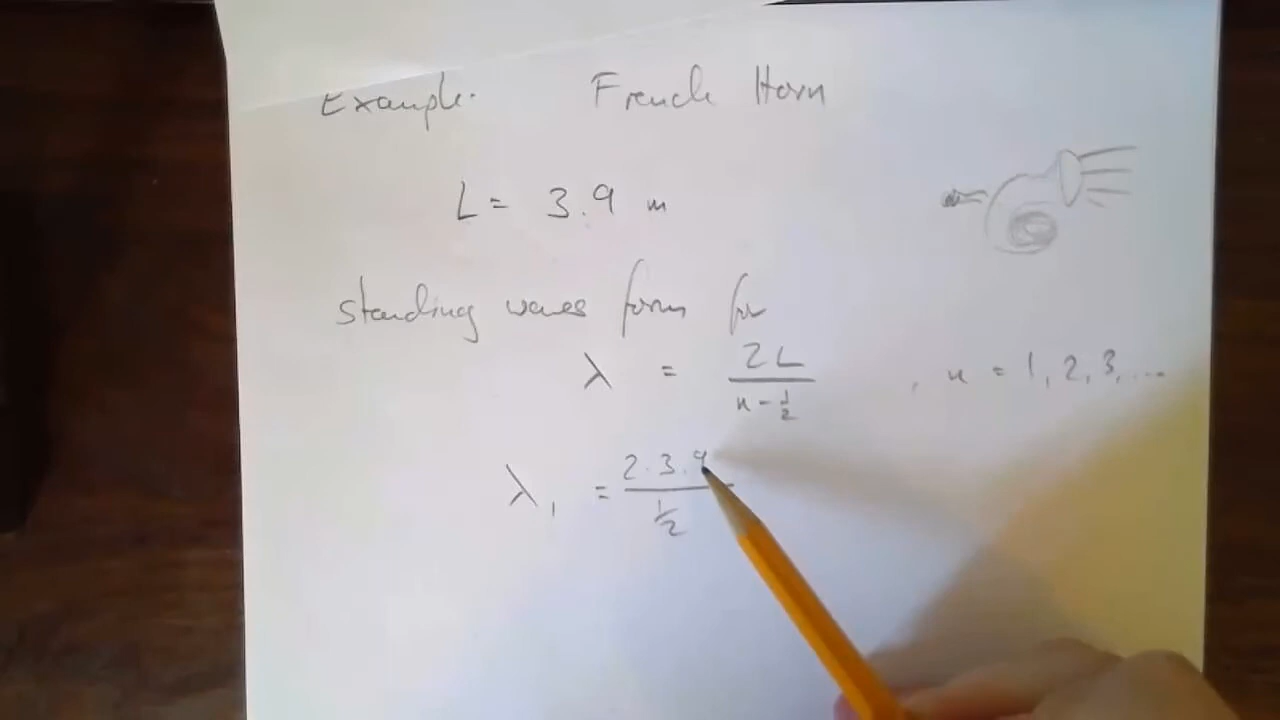 Example. French Horn
L = 3.9 m
standing waves form for
λ = 2L / (n - 1/2) , n = 1, 2, 3, ...
λ₁ = 2 · 3.9 / (1/2)